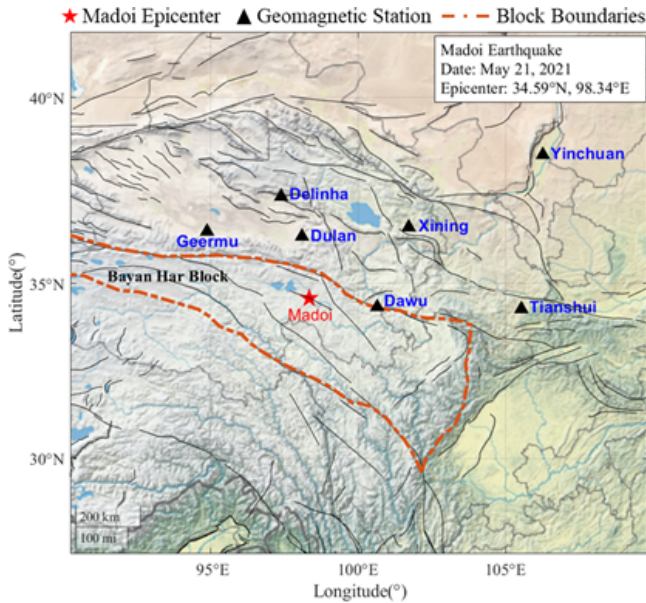 Madoi Epicenter
Geomagnetic Station
Block Boundaries
Madoi Earthquake
Date: May 21, 2021
Epicenter: 34.59°N, 98.34°E
40°N
35°N
30°N
Latitude(°)
Yinchuan
Delinha
Xining
Geermu
Dulan
Bayan Har Block
Madoi
Dawu
Tianshui
200 km
100 mi
95°E
100°E
105°E
Longitude(°)